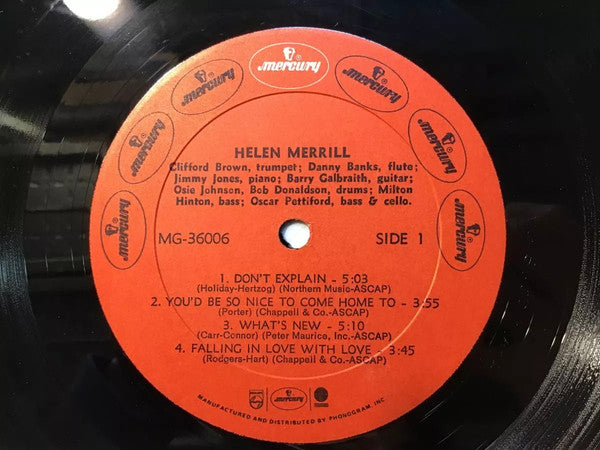 mercury
mercury
mercury
mercury
mercury
mercury
mercury
HELEN MERRILL
Clifford Brown, trumpet; Danny Banks, flute;
Jimmy Jones, piano; Barry Galbraith, guitar;
Osie Johnson, Bob Donaldson, drums; Milton
Hinton, bass; Oscar Pettiford, bass & cello.
MG-36006 SIDE 1
1. DON'T EXPLAIN - 5:03
(Holiday-Hertzog) (Northern Music-ASCAP)
2. YOU'D BE SO NICE TO COME HOME TO - 3:55
(Porter) (Chappell & Co.-ASCAP)
3. WHAT'S NEW - 5:10
(Carr-Connor) (Peter Maurice, Inc.-ASCAP)
4. FALLING IN LOVE WITH LOVE - 3:45
(Rodgers-Hart) (Chappell & Co.-ASCAP)
mercury
MANUFACTURED AND DISTRIBUTED BY PHONOGRAM, INC.